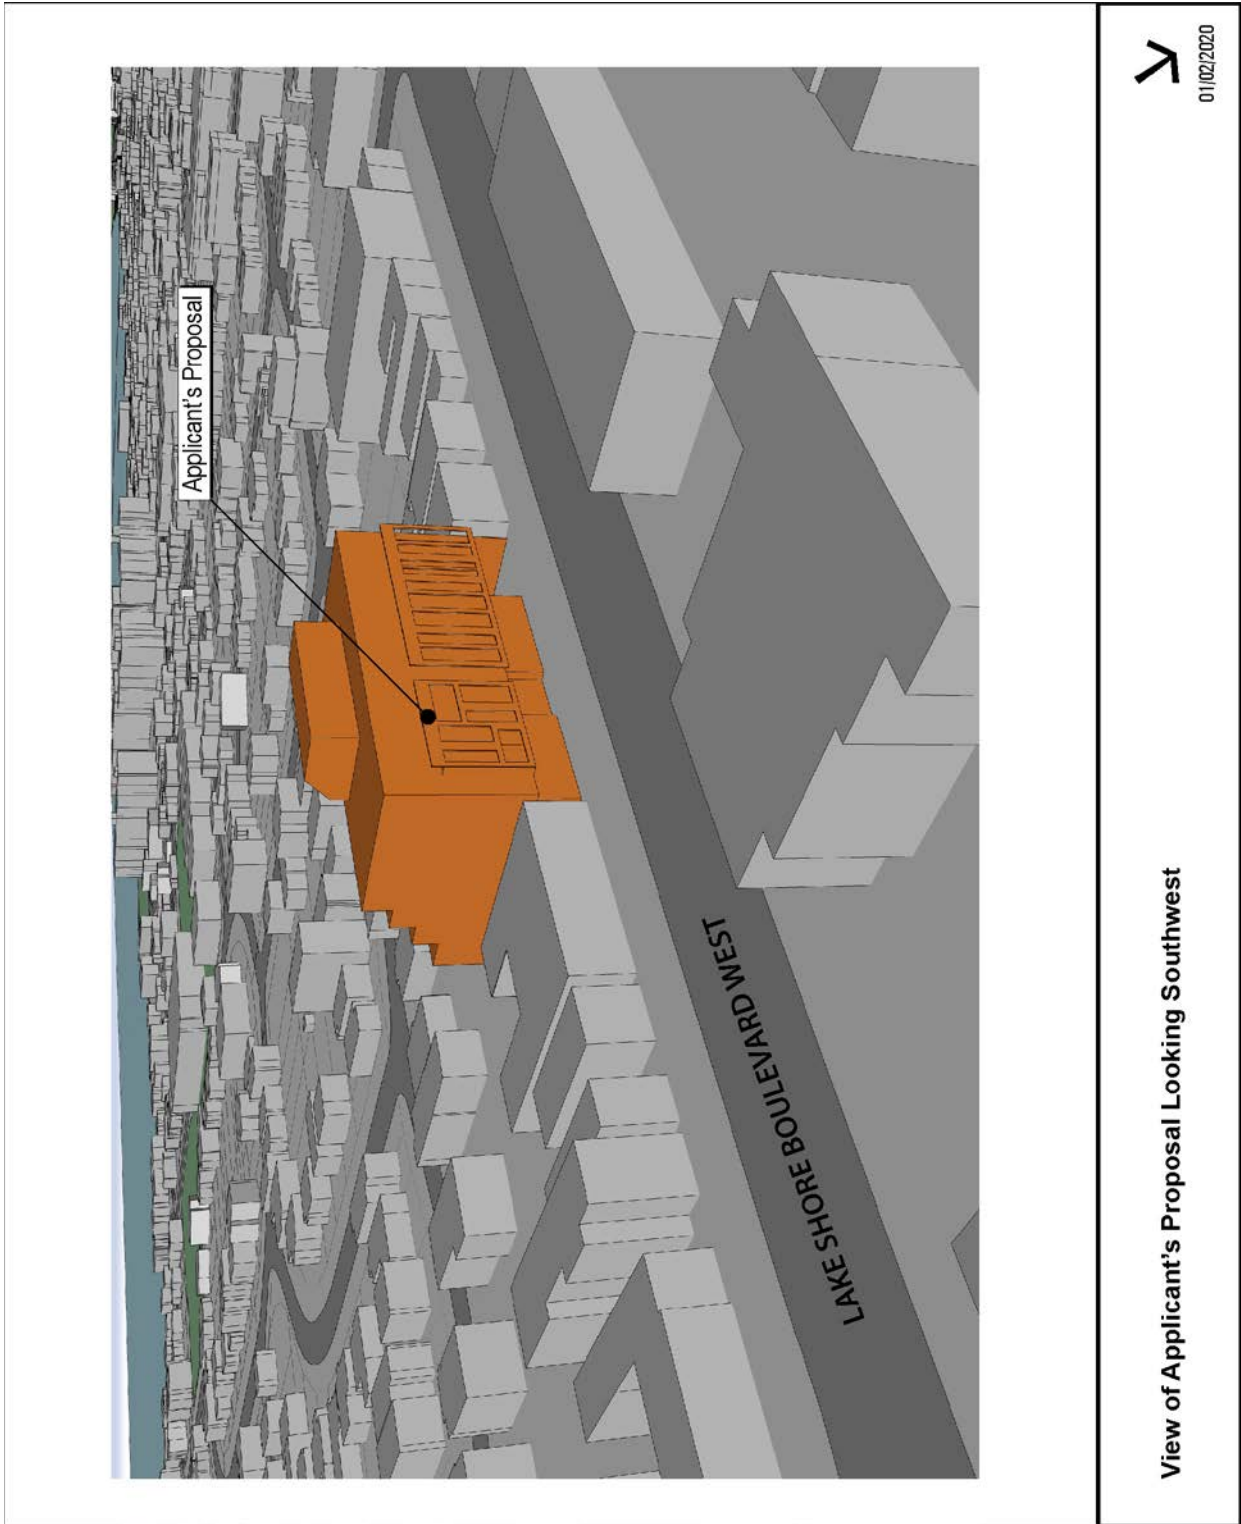 Applicant's Proposal
LAKE SHORE BOULEVARD WEST
View of Applicant's Proposal Looking Southwest
01/02/2020